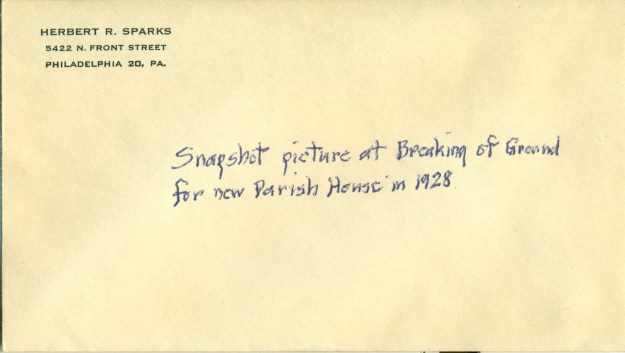 HERBERT R. SPARKS
5422 N. FRONT STREET
PHILADELPHIA 20, PA.
Snapshot picture at Breaking of Ground
for new Parish House in 1928